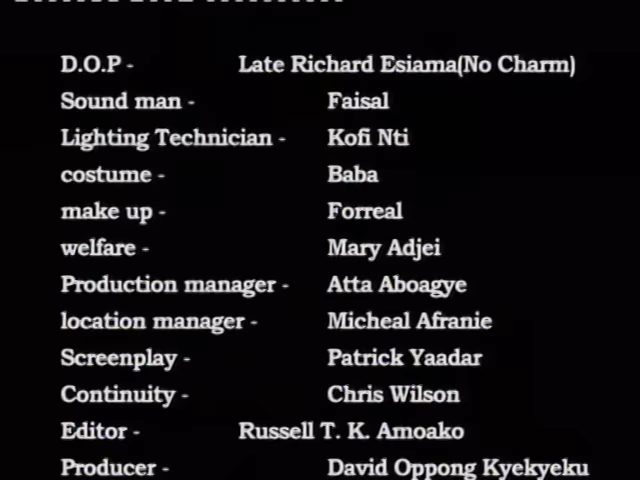 D.O.P - Late Richard Esiama(No Charm)
Sound man - Faisal
Lighting Technician - Kofi Nti
costume - Baba
make up - Forreal
welfare - Mary Adjei
Production manager - Atta Aboagye
location manager - Micheal Afranie
Screenplay - Patrick Yaadar
Continuity - Chris Wilson
Editor - Russell T. K. Amoako
Producer - David Oppong Kyekyeku